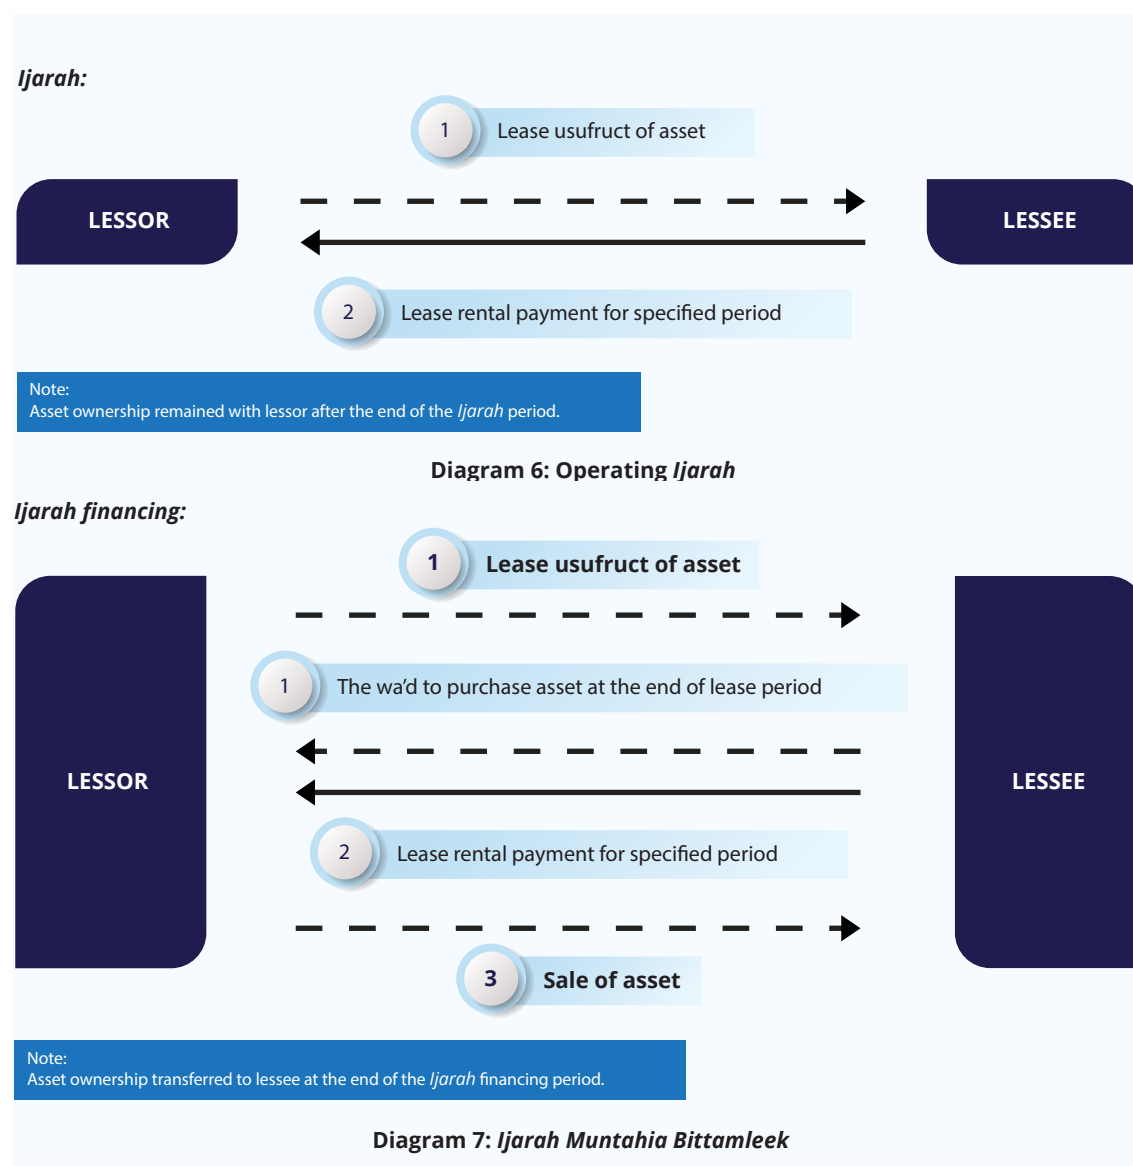 Ijarah:
1
Lease usufruct of asset
LESSOR
LESSEE
2
Lease rental payment for specified period
Note:
Asset ownership remained with lessor after the end of the Ijarah period.
Diagram 6: Operating Ijarah
Ijarah financing:
1
Lease usufruct of asset
1
The wa’d to purchase asset at the end of lease period
LESSOR
LESSEE
2
Lease rental payment for specified period
3
Sale of asset
Note:
Asset ownership transferred to lessee at the end of the Ijarah financing period.
Diagram 7: Ijarah Muntahia Bittamleek